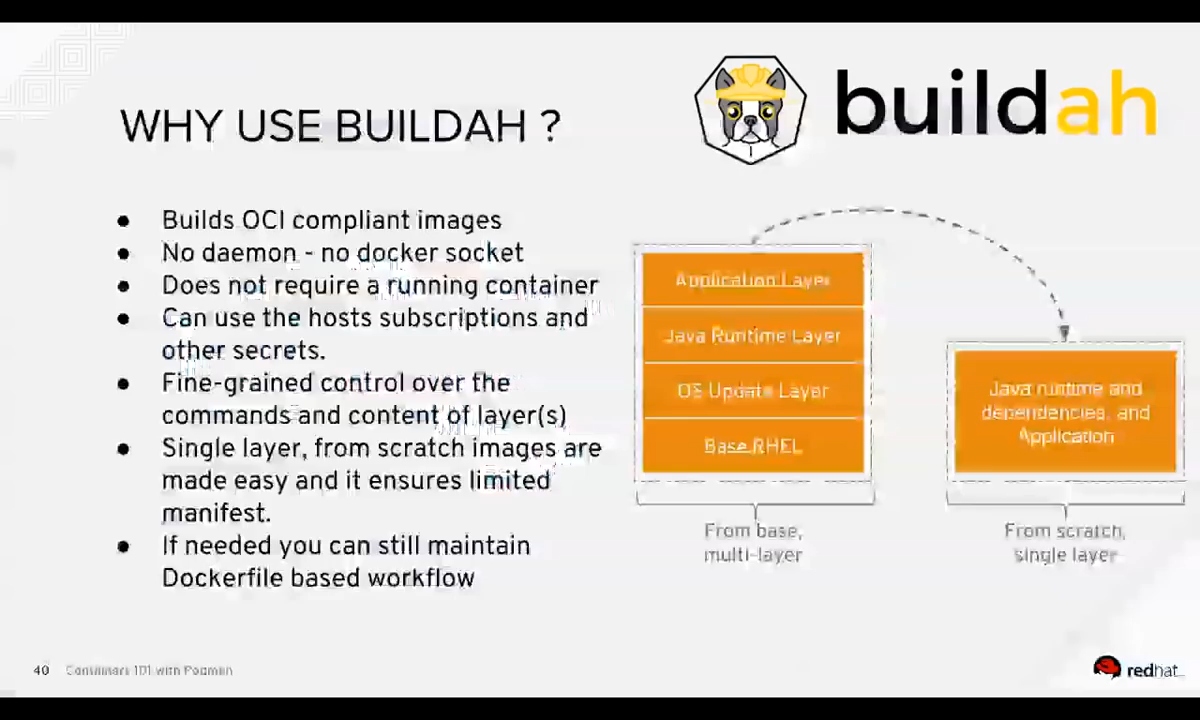 buildah
WHY USE BUILDAH ?
● Builds OCI compliant images
● No daemon - no docker socket
● Does not require a running container
● Can use the hosts subscriptions and
other secrets.
● Fine-grained control over the
commands and content of layer(s)
● Single layer, from scratch images are
made easy and it ensures limited
manifest.
● If needed you can still maintain
Dockerfile based workflow
Application Layer
Java Runtime Layer
OS Update Layer
Base RHEL
From base,
multi-layer
Java runtime and
dependencies, and
Application
From scratch,
single layer
40 Containers 101 with Podman
redhat